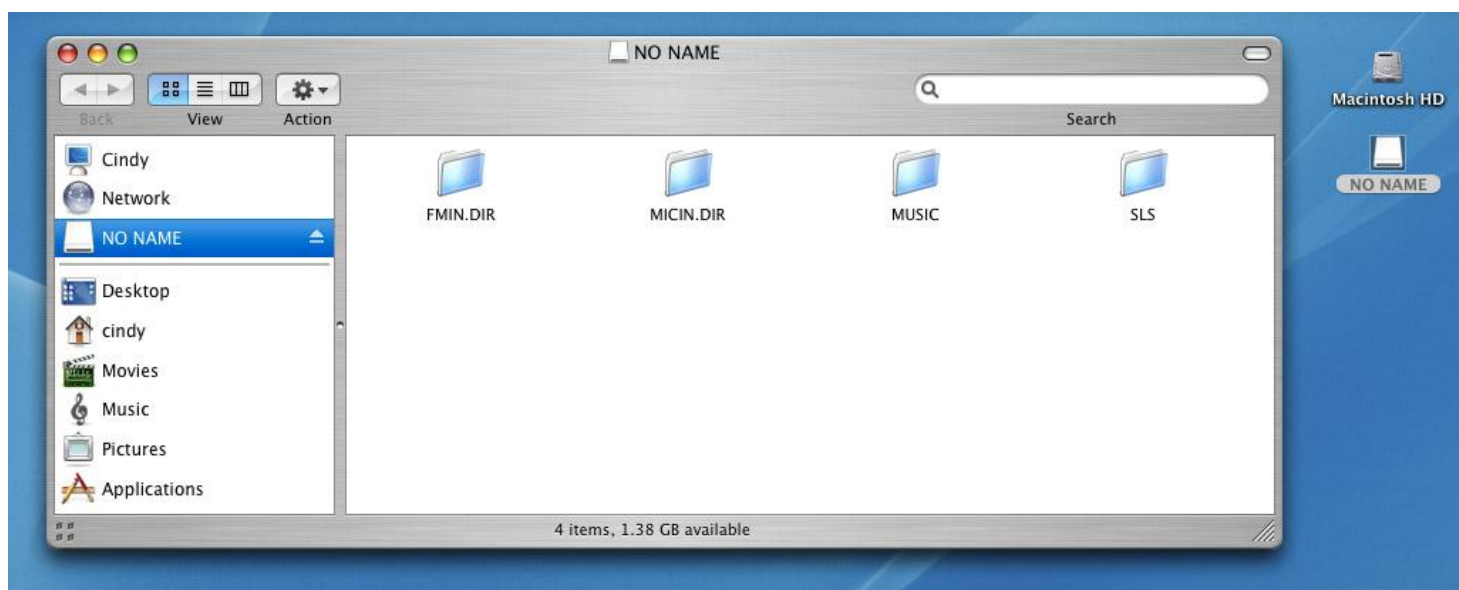 NO NAME
Back View Action Search
Cindy
Network
NO NAME
Desktop
cindy
Movies
Music
Pictures
Applications
FMIN.DIR MICIN.DIR MUSIC SLS
4 items, 1.38 GB available
Macintosh HD
NO NAME